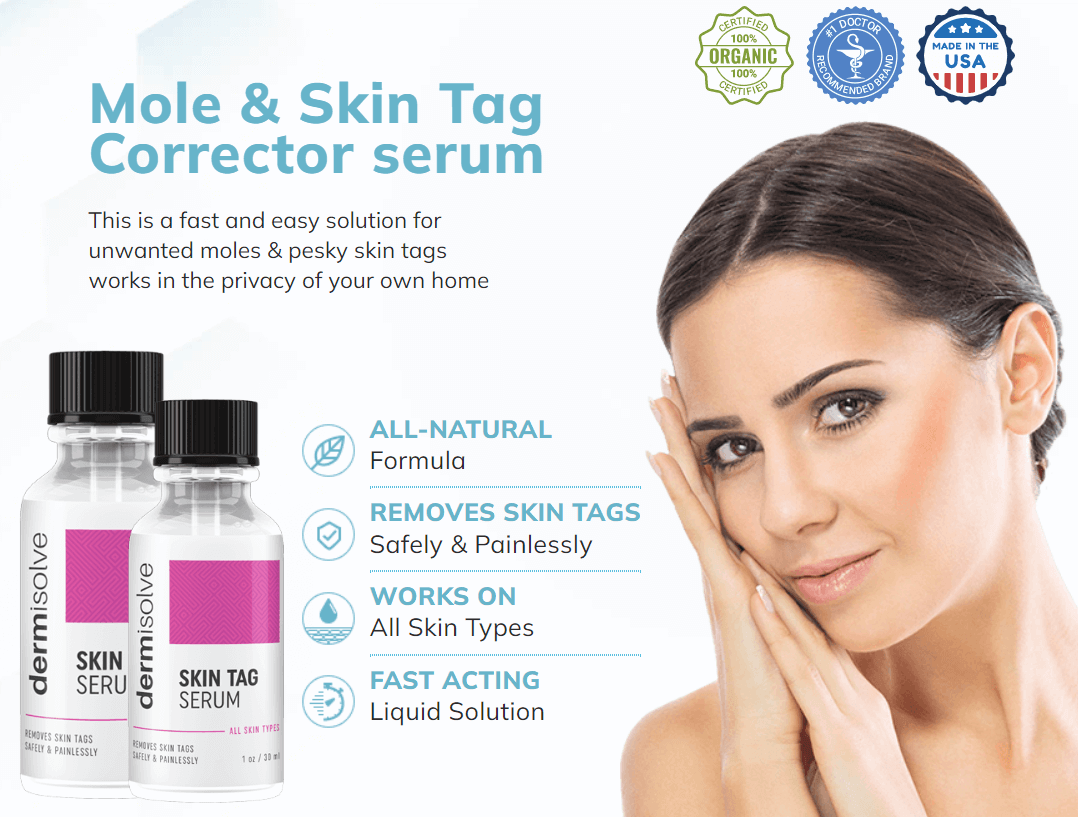 CERTIFIED
100%
ORGANIC
100%
CERTIFIED
#1 DOCTOR
RECOMMENDED BRAND
MADE IN THE
USA
Mole & Skin Tag
Corrector serum
This is a fast and easy solution for
unwanted moles & pesky skin tags
works in the privacy of your own home
ALL-NATURAL
Formula
REMOVES SKIN TAGS
Safely & Painlessly
WORKS ON
All Skin Types
FAST ACTING
Liquid Solution
dermisolve
SKIN
SERU
REMOVES SKIN TAGS
SAFELY & PAINLESSLY
dermisolve
SKIN TAG
SERUM
ALL SKIN TYPES
REMOVES SKIN TAGS
SAFELY & PAINLESSLY
1 oz / 30 ml